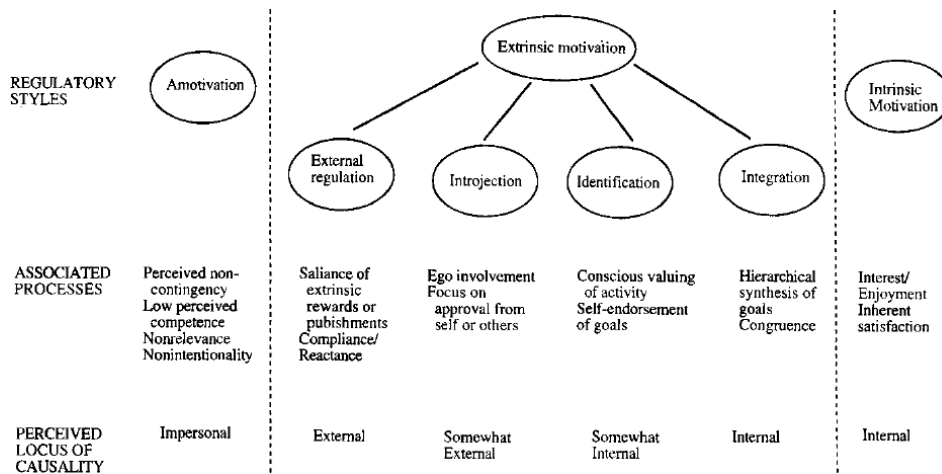 Extrinsic motivation
REGULATORY
STYLES
Amotivation
Intrinsic
Motivation
External
regulation
Introjection
Identification
Integration
ASSOCIATED
PROCESSES
Perceived non-
contingency
Low perceived
competence
Nonrelevance
Nonintentionality
Saliance of
extrinsic
rewards or
pubishments
Compliance/
Reactance
Ego involvement
Focus on
approval from
self or others
Conscious valuing
of activity
Self-endorsement
of goals
Hierarchical
synthesis of
goals
Congruence
Interest/
Enjoyment
Inherent
satisfaction
PERCEIVED
LOCUS OF
CAUSALITY
Impersonal
External
Somewhat
External
Somewhat
Internal
Internal
Internal